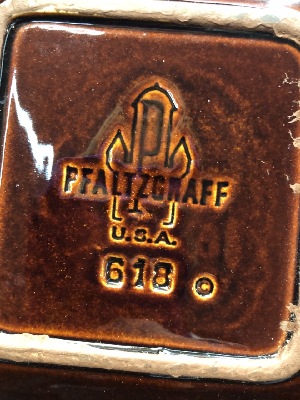 P
PFALTZGRAFF
U.S.A.
618 O